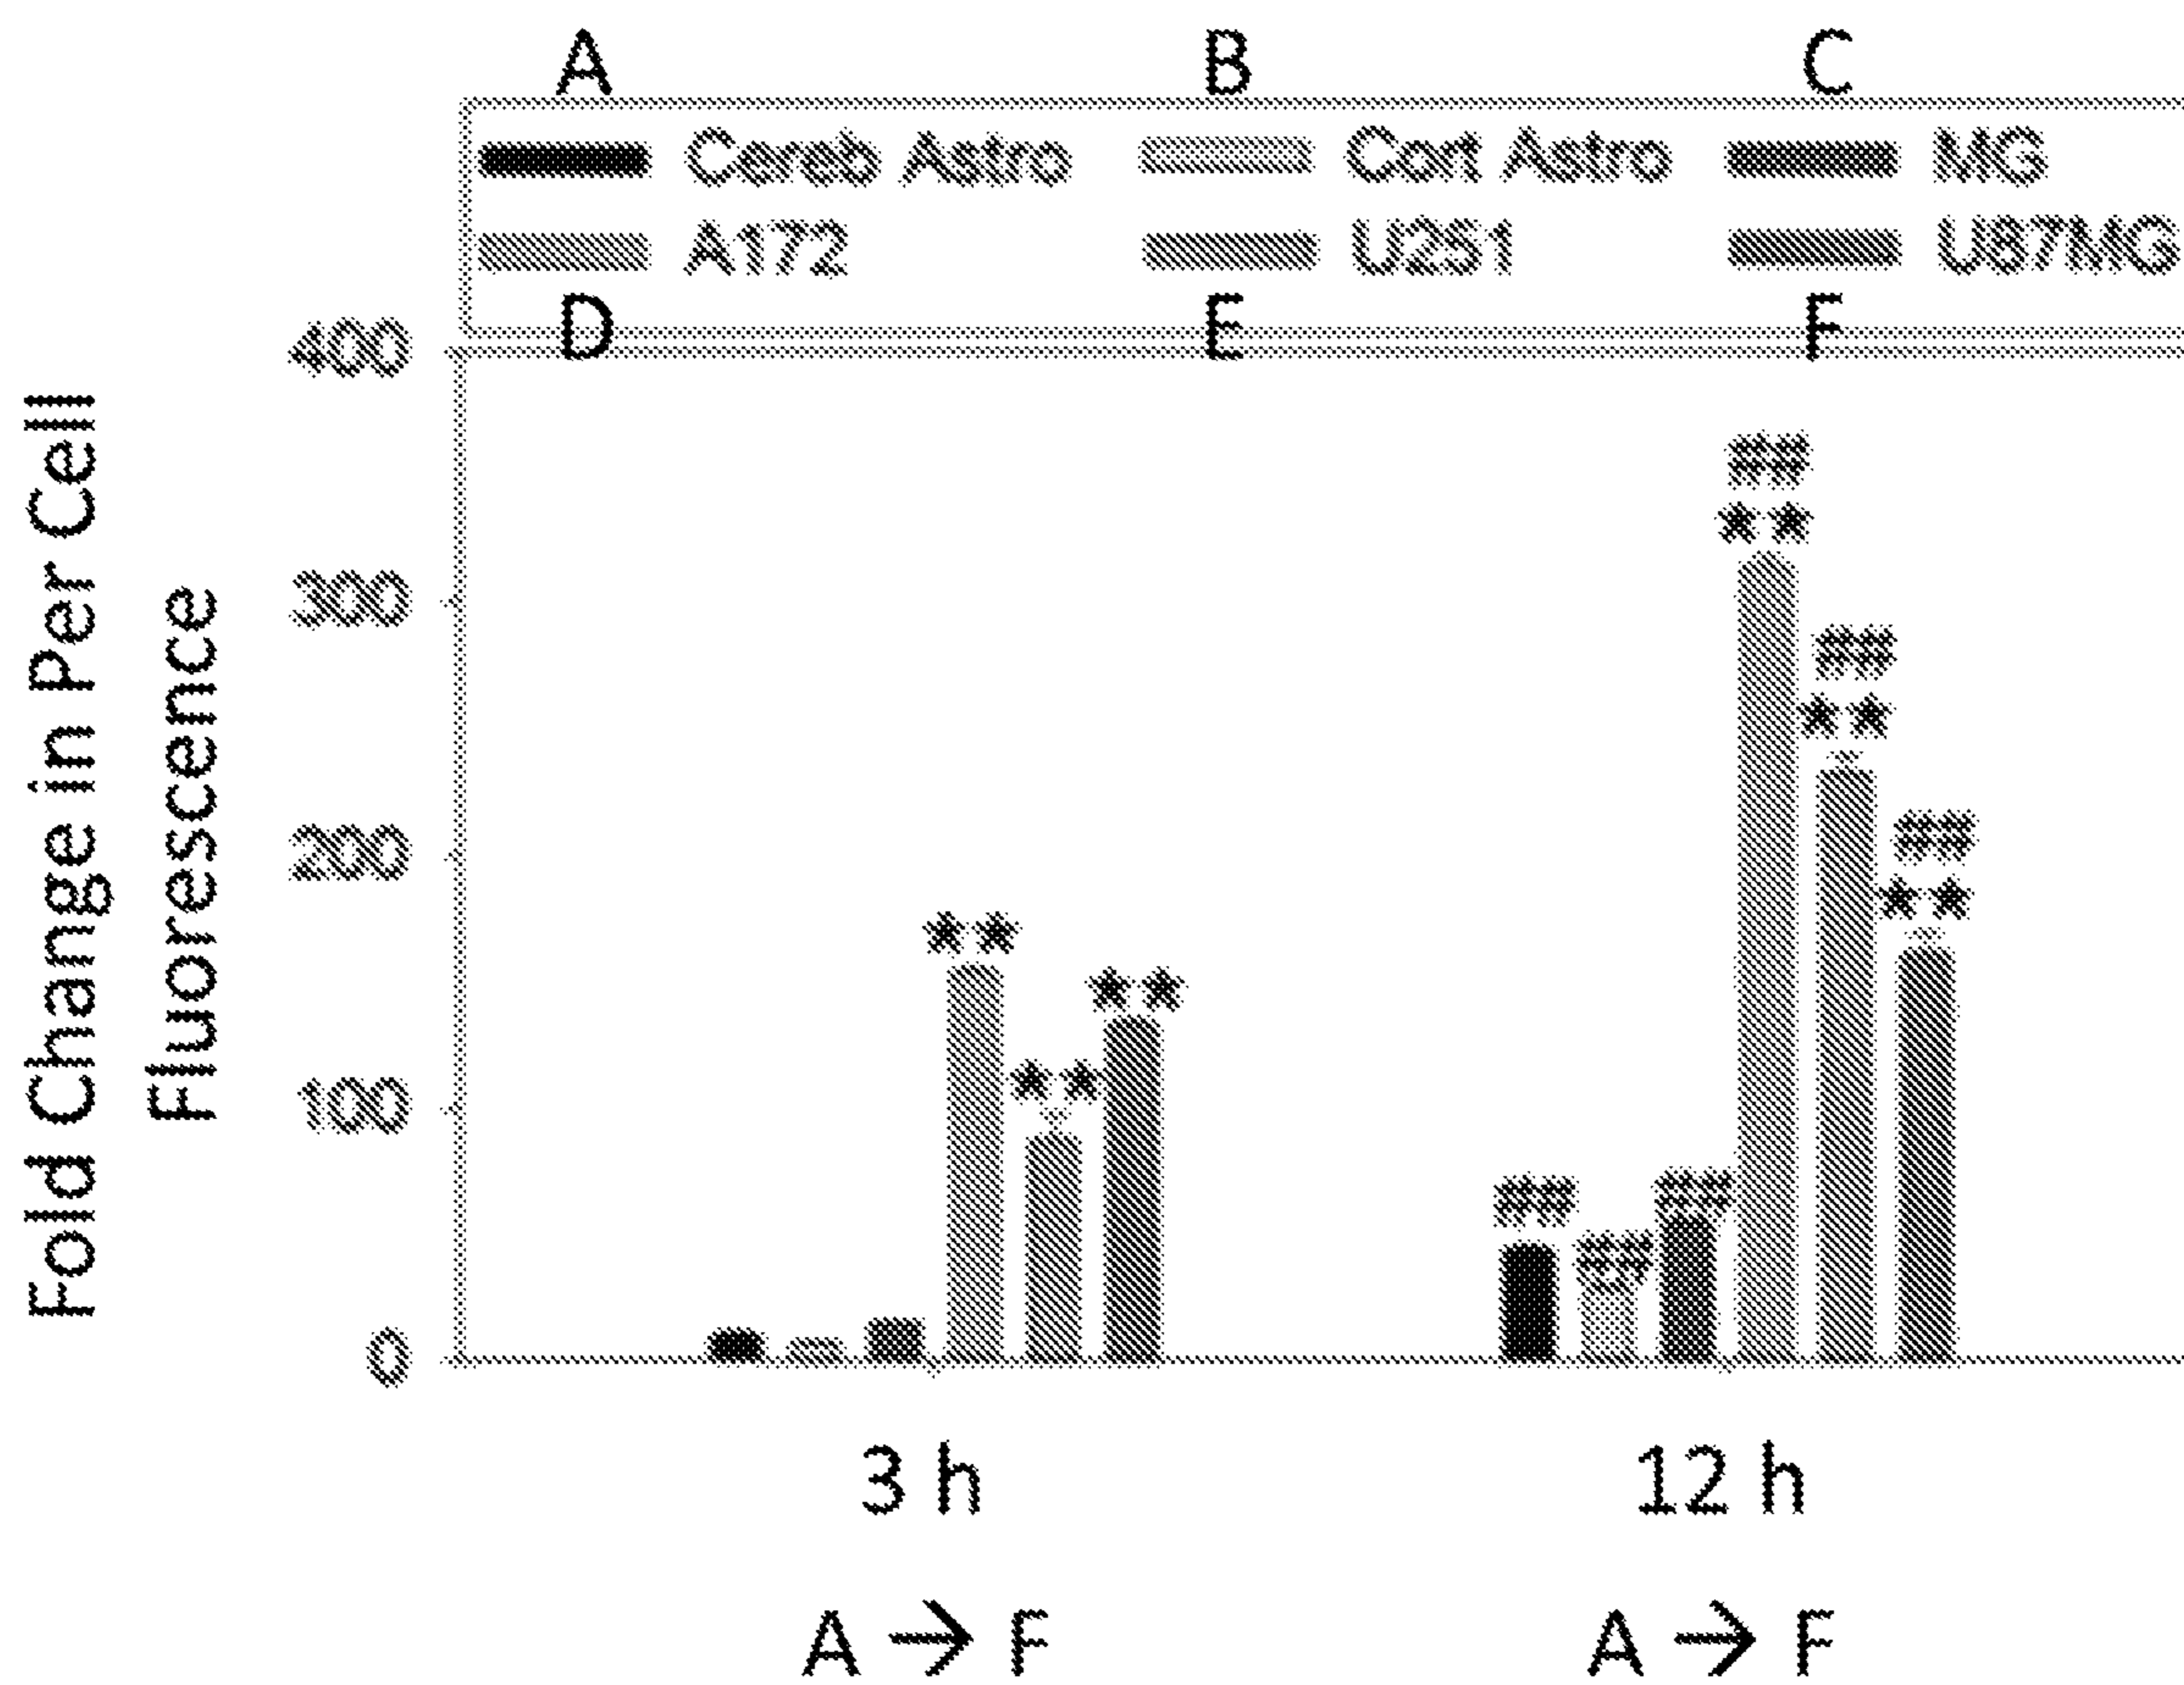 A B C
Cereb Astro Cort Astro MG
A172 U251 U87MG
D E F
Fold Change in Per Cell
Fluorescence
400
300
200
100
0
##
**
##
**
##
**
**
**
**
##
##
##
3 h 12 h
A → F A → F